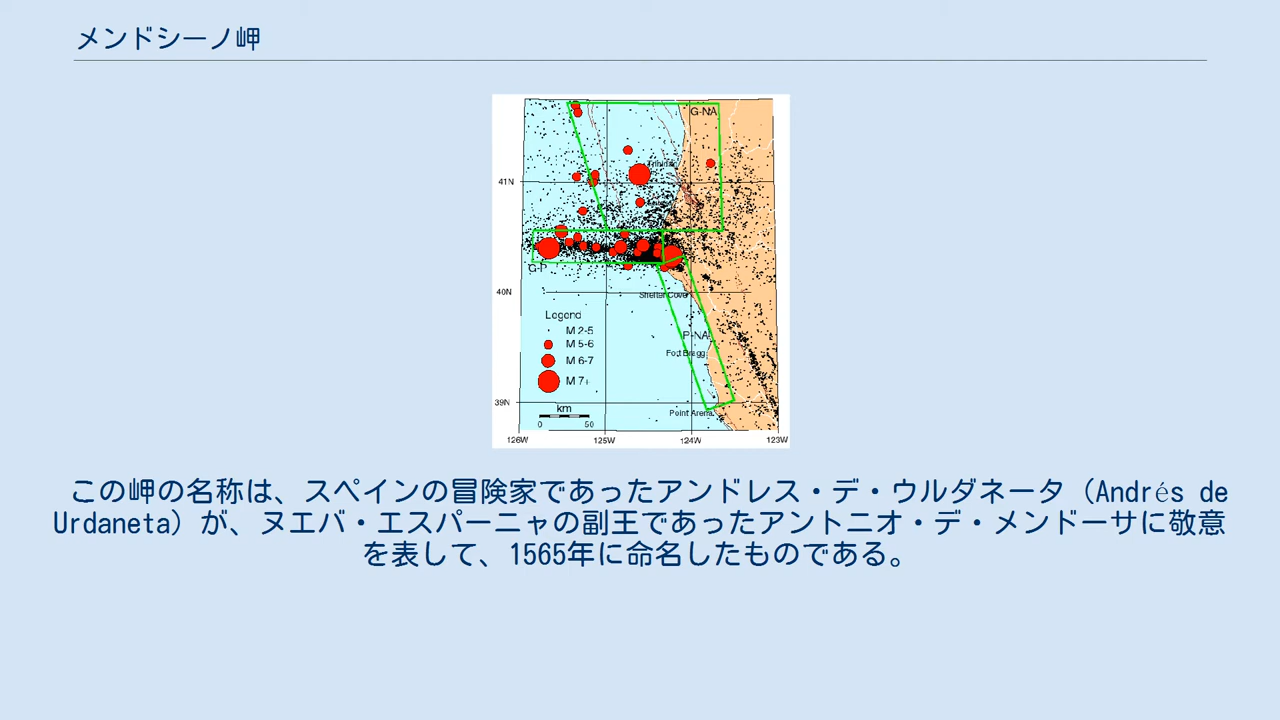 メンドシーノ岬
G-NA
41N
G-P
40N
Shelter Cove
Legend
M 2-5
M 5-6
M 6-7
M 7+
P-NA
Fort Bragg
39N
km
0 50
Point Arena
126W 125W 124W 123W
この岬の名称は、スペインの冒険家であったアンドレス・デ・ウルダネータ（Andrés de
Urdaneta）が、ヌエバ・エスパーニャの副王であったアントニオ・デ・メンドーサに敬意
を表して、1565年に命名したものである。